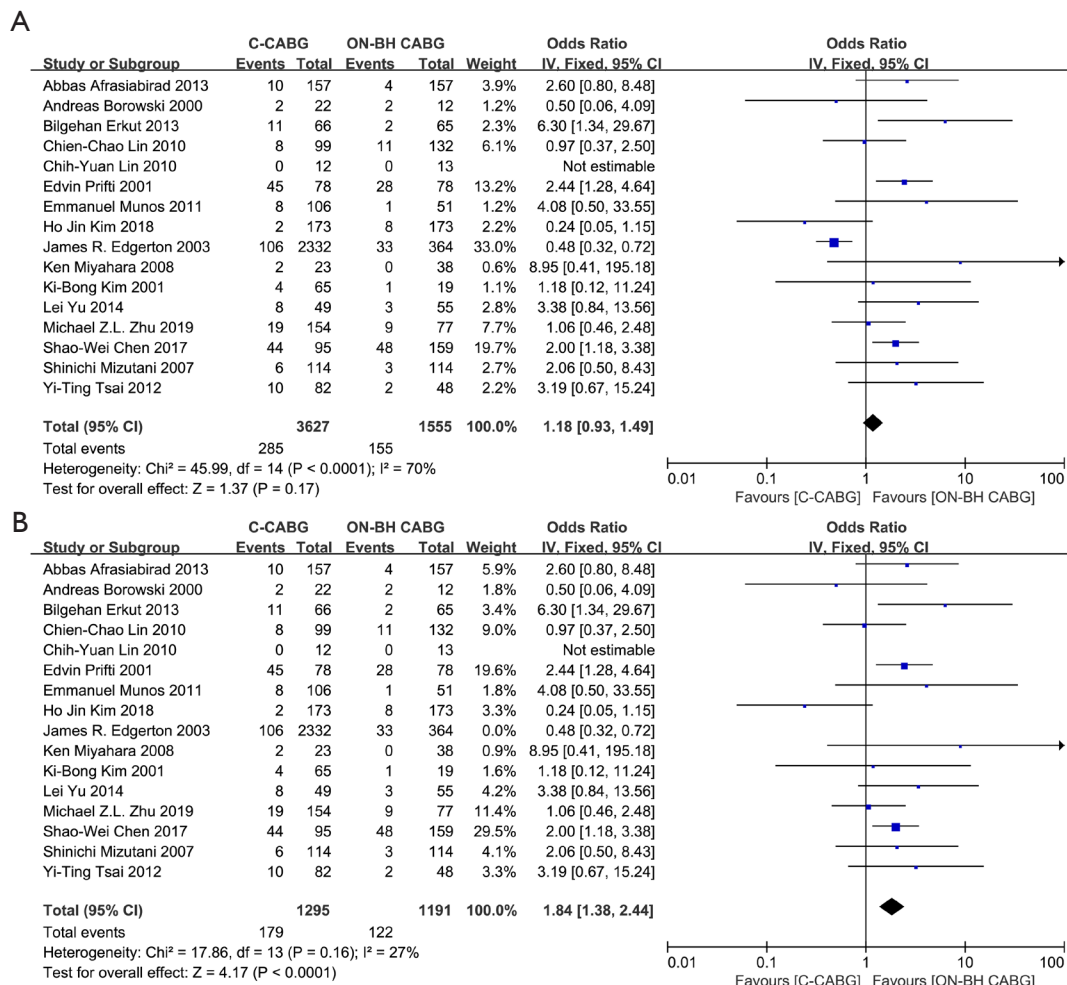 A
C-CABG ON-BH CABG Odds Ratio Odds Ratio
Study or Subgroup Events Total Events Total Weight IV, Fixed, 95% CI IV, Fixed, 95% CI
Abbas Afrasiabirad 2013 10 157 4 157 3.9% 2.60 [0.80, 8.48]
Andreas Borowski 2000 2 22 2 12 1.2% 0.50 [0.06, 4.09]
Bilgehan Erkut 2013 11 66 2 65 2.3% 6.30 [1.34, 29.67]
Chien-Chao Lin 2010 8 99 11 132 6.1% 0.97 [0.37, 2.50]
Chih-Yuan Lin 2010 0 12 0 13 Not estimable
Edvin Prifti 2001 45 78 28 78 13.2% 2.44 [1.28, 4.64]
Emmanuel Munos 2011 8 106 1 51 1.2% 4.08 [0.50, 33.55]
Ho Jin Kim 2018 2 173 8 173 2.2% 0.24 [0.05, 1.15]
James R. Edgerton 2003 106 2332 33 364 33.0% 0.48 [0.32, 0.72]
Ken Miyahara 2008 2 23 0 38 0.6% 8.95 [0.41, 195.18]
Ki-Bong Kim 2001 4 65 1 19 1.1% 1.18 [0.12, 11.24]
Lei Yu 2014 8 49 3 55 2.8% 3.38 [0.84, 13.56]
Michael Z.L. Zhu 2019 19 154 9 77 7.7% 1.06 [0.46, 2.48]
Shao-Wei Chen 2017 44 95 48 159 19.7% 2.00 [1.18, 3.38]
Shinichi Mizutani 2007 6 114 3 114 2.7% 2.06 [0.50, 8.43]
Yi-Ting Tsai 2012 10 82 2 48 2.2% 3.19 [0.67, 15.24]
Total (95% CI) 3627 1555 100.0% 1.18 [0.93, 1.49]
Total events 285 155
Heterogeneity: Chi² = 45.99, df = 14 (P < 0.0001); I² = 70%
Test for overall effect: Z = 1.37 (P = 0.17)
0.01 0.1 1 10 100
Favours [C-CABG] Favours [ON-BH CABG]
B
C-CABG ON-BH CABG Odds Ratio Odds Ratio
Study or Subgroup Events Total Events Total Weight IV, Fixed, 95% CI IV, Fixed, 95% CI
Abbas Afrasiabirad 2013 10 157 4 157 5.9% 2.60 [0.80, 8.48]
Andreas Borowski 2000 2 22 2 12 1.8% 0.50 [0.06, 4.09]
Bilgehan Erkut 2013 11 66 2 65 3.4% 6.30 [1.34, 29.67]
Chien-Chao Lin 2010 8 99 11 132 9.0% 0.97 [0.37, 2.50]
Chih-Yuan Lin 2010 0 12 0 13 Not estimable
Edvin Prifti 2001 45 78 28 78 19.6% 2.44 [1.28, 4.64]
Emmanuel Munos 2011 8 106 1 51 1.8% 4.08 [0.50, 33.55]
Ho Jin Kim 2018 2 173 8 173 3.3% 0.24 [0.05, 1.15]
James R. Edgerton 2003 106 2332 33 364 0.0% 0.48 [0.32, 0.72]
Ken Miyahara 2008 2 23 0 38 0.9% 8.95 [0.41, 195.18]
Ki-Bong Kim 2001 4 65 1 19 1.6% 1.18 [0.12, 11.24]
Lei Yu 2014 8 49 3 55 4.2% 3.38 [0.84, 13.56]
Michael Z.L. Zhu 2019 19 154 9 77 11.4% 1.06 [0.46, 2.48]
Shao-Wei Chen 2017 44 95 48 159 29.5% 2.00 [1.18, 3.38]
Shinichi Mizutani 2007 6 114 3 114 4.1% 2.06 [0.50, 8.43]
Yi-Ting Tsai 2012 10 82 2 48 3.3% 3.19 [0.67, 15.24]
Total (95% CI) 1295 1191 100.0% 1.84 [1.38, 2.44]
Total events 179 122
Heterogeneity: Chi² = 17.86, df = 13 (P = 0.16); I² = 27%
Test for overall effect: Z = 4.17 (P < 0.0001)
0.01 0.1 1 10 100
Favours [C-CABG] Favours [ON-BH CABG]